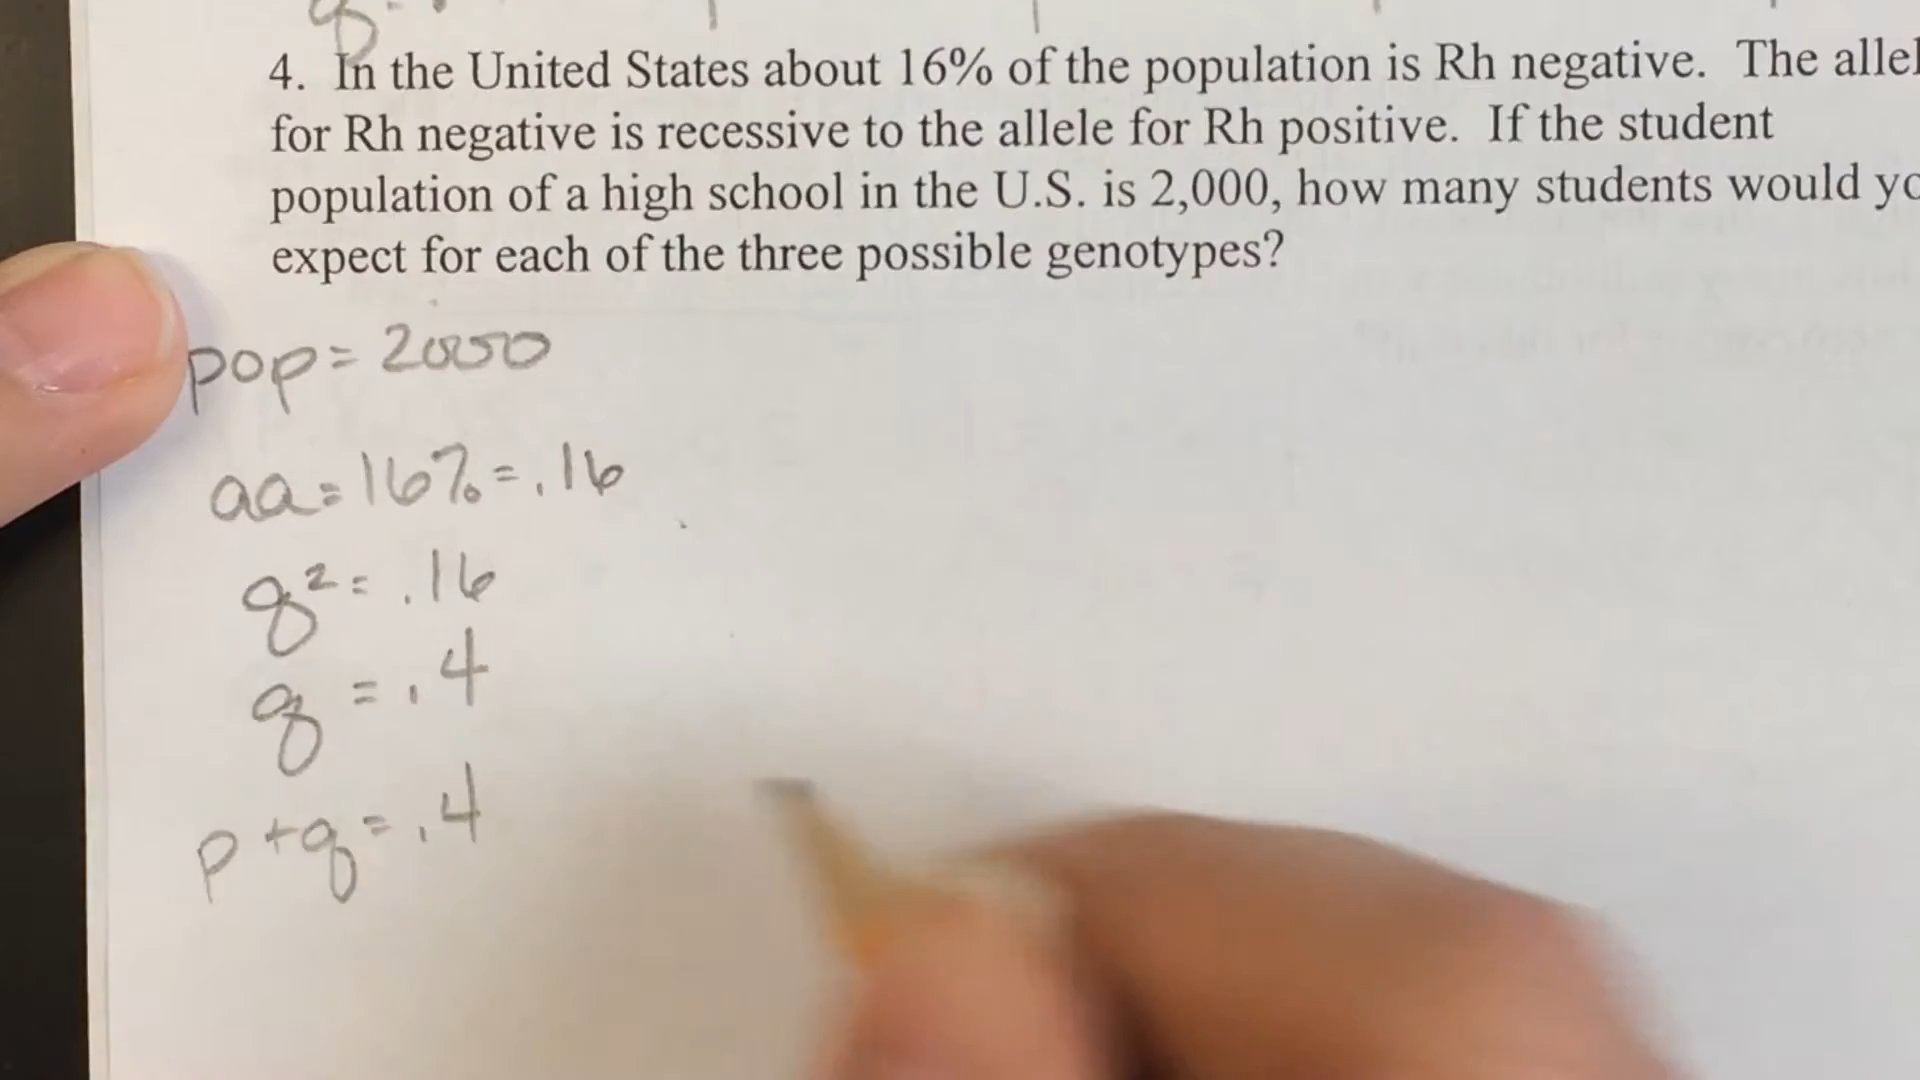 4. In the United States about 16% of the population is Rh negative. The allel
for Rh negative is recessive to the allele for Rh positive. If the student
population of a high school in the U.S. is 2,000, how many students would yo
expect for each of the three possible genotypes?
pop = 2000
aa = 16% = .16
q² = .16
q = .4
p + q = .4